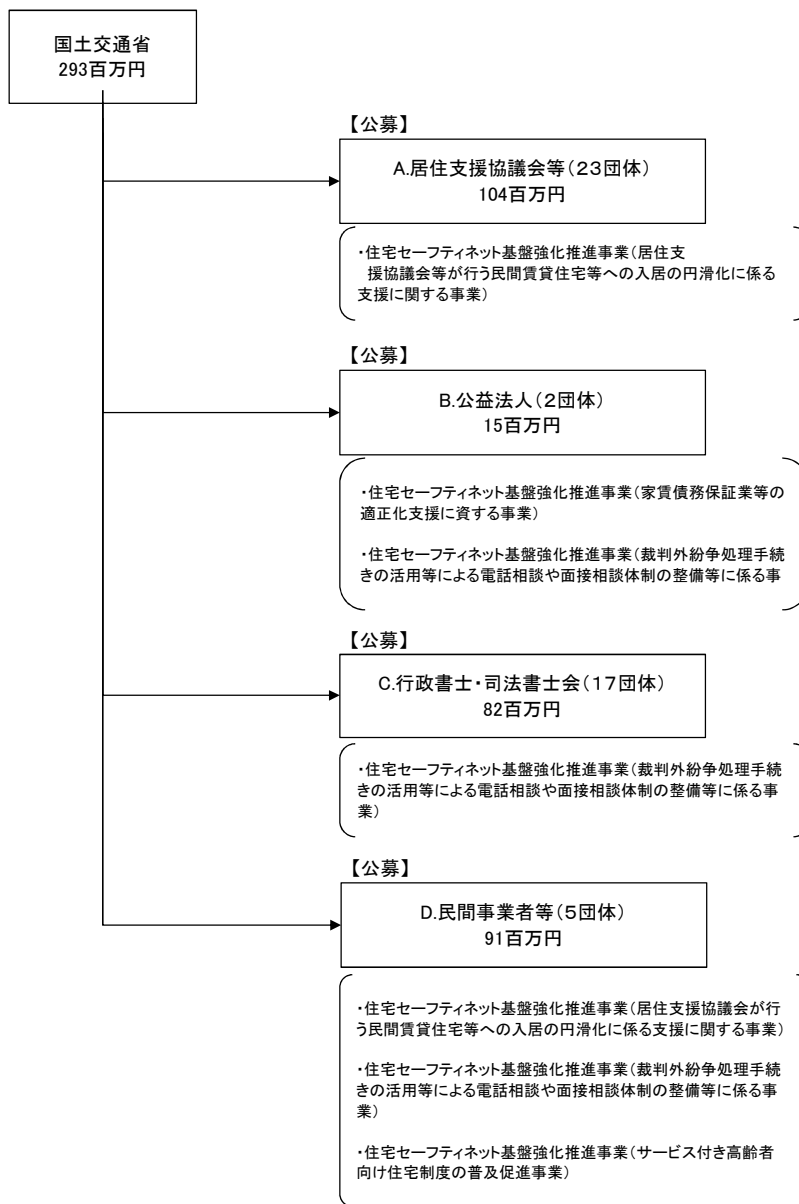 国土交通省
293百万円
【公募】
A.居住支援協議会等(23団体)
104百万円
・住宅セーフティネット基盤強化推進事業(居住支
援協議会等が行う民間賃貸住宅等への入居の円滑化に係る
支援に関する事業)
【公募】
B.公益法人(2団体)
15百万円
・住宅セーフティネット基盤強化推進事業(家賃債務保証業等の
適正化支援に資する事業)
・住宅セーフティネット基盤強化推進事業(裁判外紛争処理手続
きの活用等による電話相談や面接相談体制の整備等に係る事
【公募】
C.行政書士・司法書士会(17団体)
82百万円
・住宅セーフティネット基盤強化推進事業(裁判外紛争処理手続
きの活用等による電話相談や面接相談体制の整備等に係る事
業)
【公募】
D.民間事業者等(5団体)
91百万円
・住宅セーフティネット基盤強化推進事業(居住支援協議会が行
う民間賃貸住宅等への入居の円滑化に係る支援に関する事業)
・住宅セーフティネット基盤強化推進事業(裁判外紛争処理手続
きの活用等による電話相談や面接相談体制の整備等に係る事
業)
・住宅セーフティネット基盤強化推進事業(サービス付き高齢者
向け住宅制度の普及促進事業)